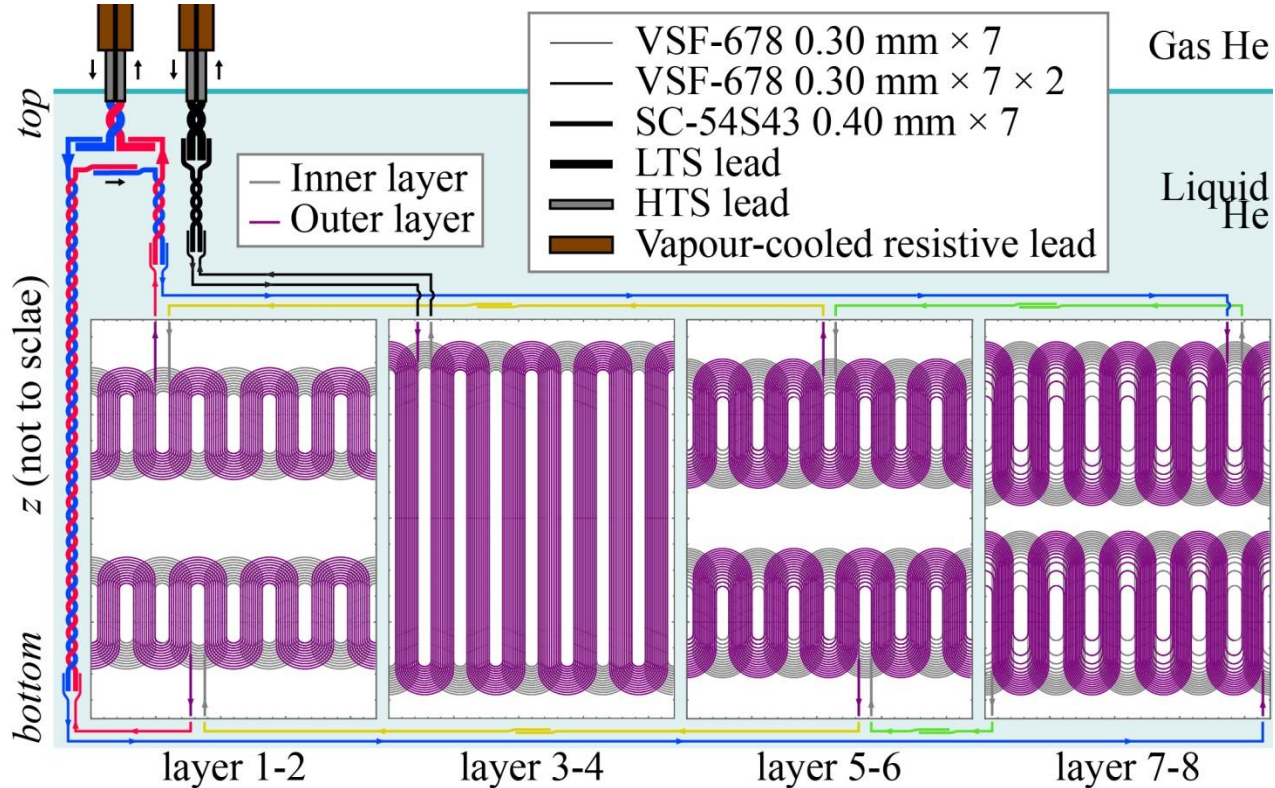 VSF-678 0.30 mm × 7
VSF-678 0.30 mm × 7 × 2
SC-54S43 0.40 mm × 7
LTS lead
HTS lead
Vapour-cooled resistive lead
Gas He
Liquid
He
Inner layer
Outer layer
top
z (not to sclae)
bottom
layer 1-2
layer 3-4
layer 5-6
layer 7-8